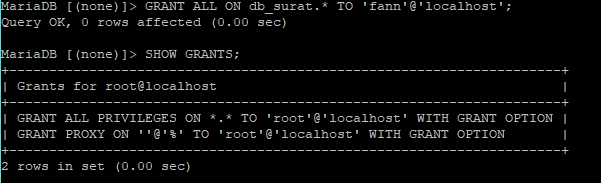 MariaDB [(none)]> GRANT ALL ON db_surat.* TO 'fann'@'localhost';
Query OK, 0 rows affected (0.00 sec)
MariaDB [(none)]> SHOW GRANTS;
+---------------------------------------------------------------------+
| Grants for root@localhost                                           |
+---------------------------------------------------------------------+
| GRANT ALL PRIVILEGES ON *.* TO 'root'@'localhost' WITH GRANT OPTION |
| GRANT PROXY ON ''@'%' TO 'root'@'localhost' WITH GRANT OPTION       |
+---------------------------------------------------------------------+
2 rows in set (0.00 sec)